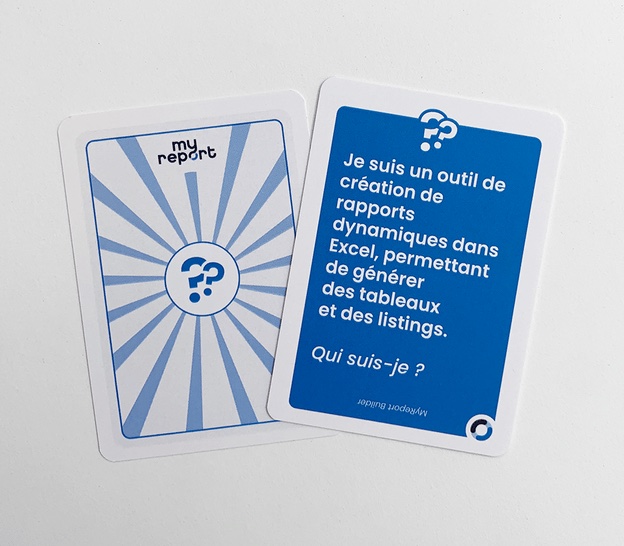 my
report
??
??
Je suis un outil de
création de
rapports
dynamiques dans
Excel, permettant
de générer
des tableaux
et des listings.
Qui suis-je ?
MyReport Builder